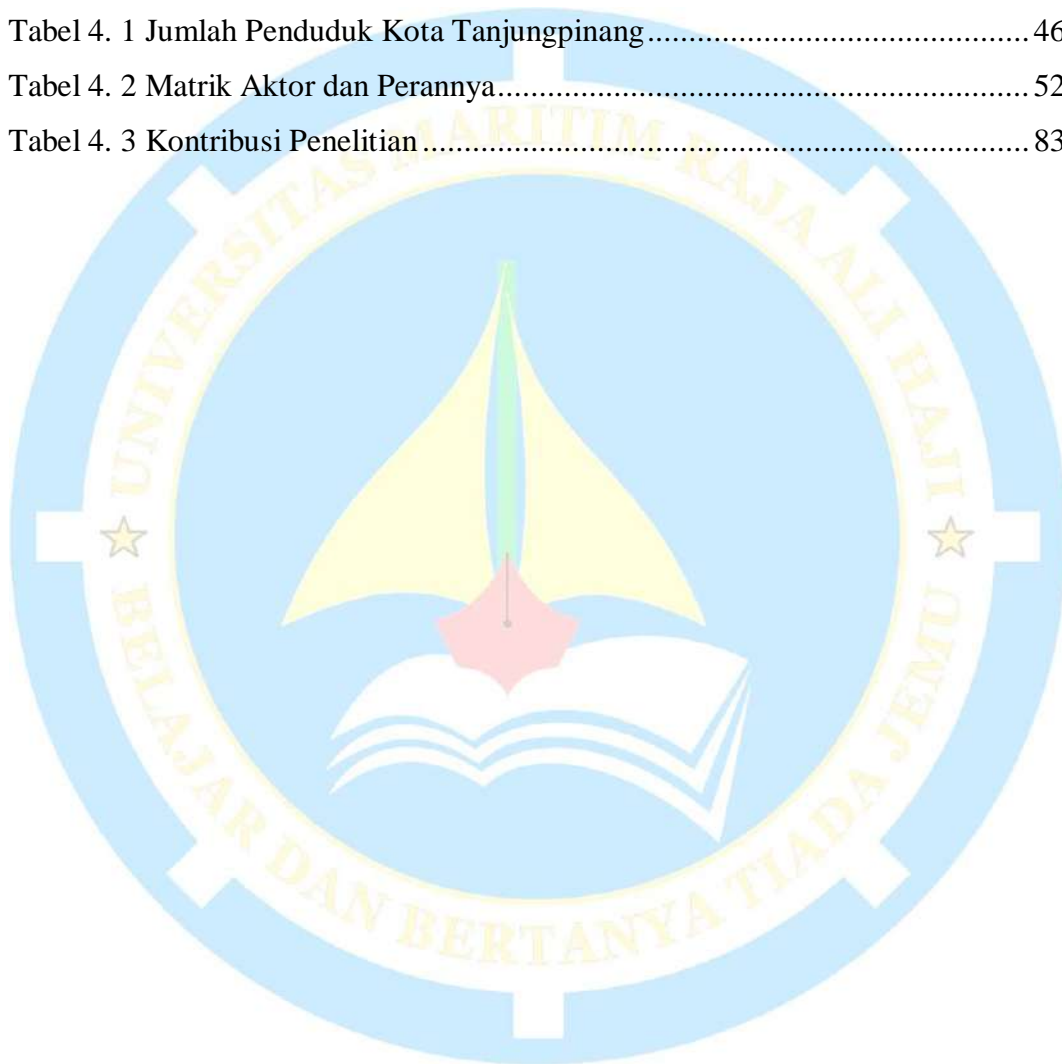 Tabel 4. 1 Jumlah Penduduk Kota Tanjungpinang.......................................... 46
Tabel 4. 2 Matrik Aktor dan Perannya............................................................ 52
Tabel 4. 3 Kontribusi Penelitian ..................................................................... 83
UNIVERSITAS MARITIM RAJA ALI HAJI
BELAJAR DAN BERTANYA TIADA JEMU